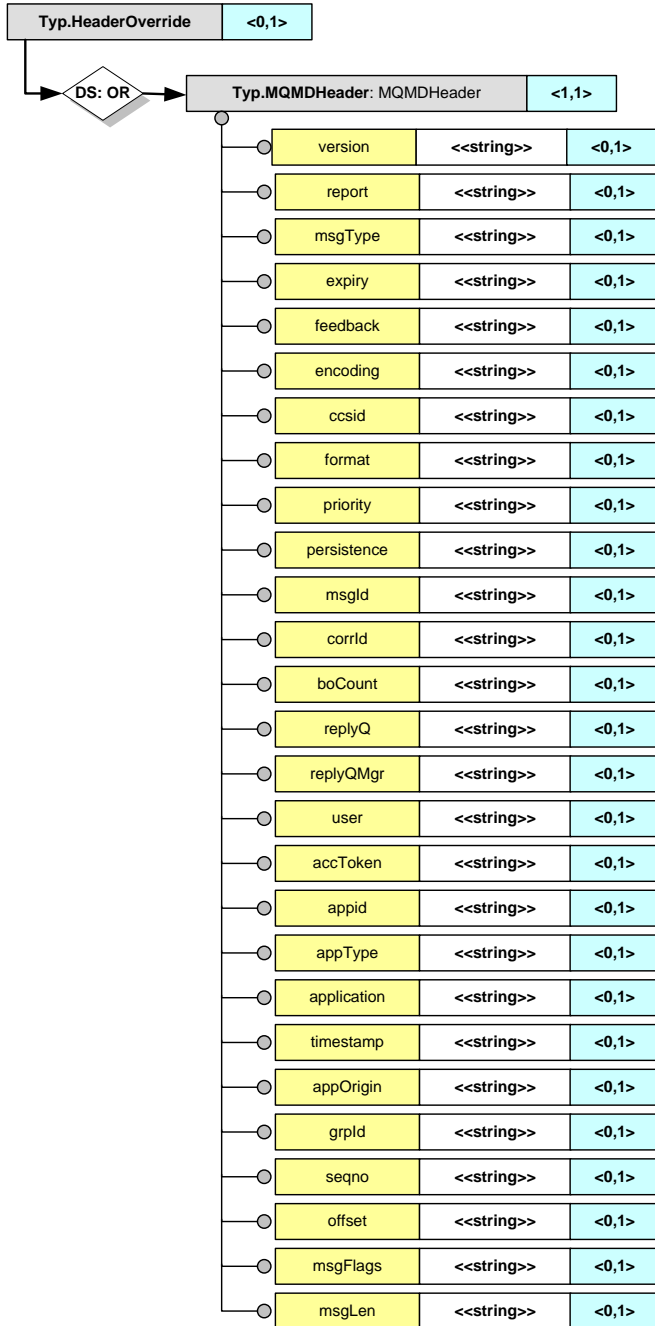 Typ.HeaderOverride <0,1>
DS: OR
Typ.MQMDHeader: MQMDHeader <1,1>
version <<string>> <0,1>
report <<string>> <0,1>
msgType <<string>> <0,1>
expiry <<string>> <0,1>
feedback <<string>> <0,1>
encoding <<string>> <0,1>
ccsid <<string>> <0,1>
format <<string>> <0,1>
priority <<string>> <0,1>
persistence <<string>> <0,1>
msgId <<string>> <0,1>
corrId <<string>> <0,1>
boCount <<string>> <0,1>
replyQ <<string>> <0,1>
replyQMgr <<string>> <0,1>
user <<string>> <0,1>
accToken <<string>> <0,1>
appid <<string>> <0,1>
appType <<string>> <0,1>
application <<string>> <0,1>
timestamp <<string>> <0,1>
appOrigin <<string>> <0,1>
grpId <<string>> <0,1>
seqno <<string>> <0,1>
offset <<string>> <0,1>
msgFlags <<string>> <0,1>
msgLen <<string>> <0,1>